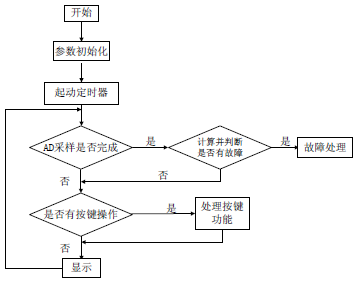 开始
参数初始化
起动定时器
AD采样是否完成
是
计算并判断
是否有故障
是
故障处理
否
否
是否有按键操作
是
处理按键
功能
否
显示